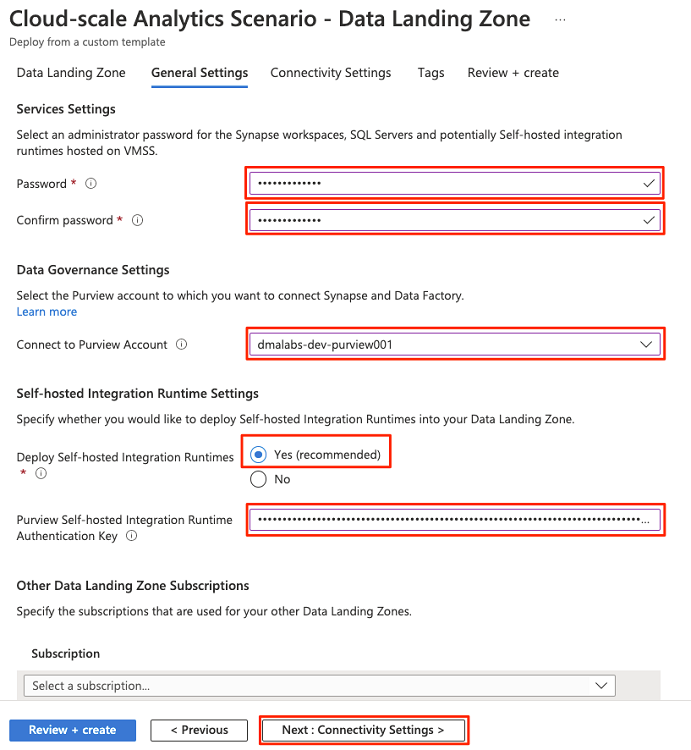 Cloud-scale Analytics Scenario - Data Landing Zone ...
Deploy from a custom template
Data Landing Zone General Settings Connectivity Settings Tags Review + create
Services Settings
Select an administrator password for the Synapse workspaces, SQL Servers and potentially Self-hosted integration
runtimes hosted on VMSS.
Password *
•••••••••••••
Confirm password *
•••••••••••••
Data Governance Settings
Select the Purview account to which you want to connect Synapse and Data Factory.
Learn more
Connect to Purview Account
dmalabs-dev-purview001
Self-hosted Integration Runtime Settings
Specify whether you would like to deploy Self-hosted Integration Runtimes into your Data Landing Zone.
Deploy Self-hosted Integration Runtimes
*
Yes (recommended)
No
Purview Self-hosted Integration Runtime
Authentication Key
Other Data Landing Zone Subscriptions
Specify the subscriptions that are used for your other Data Landing Zones.
Subscription
Select a subscription...
Review + create < Previous Next : Connectivity Settings >